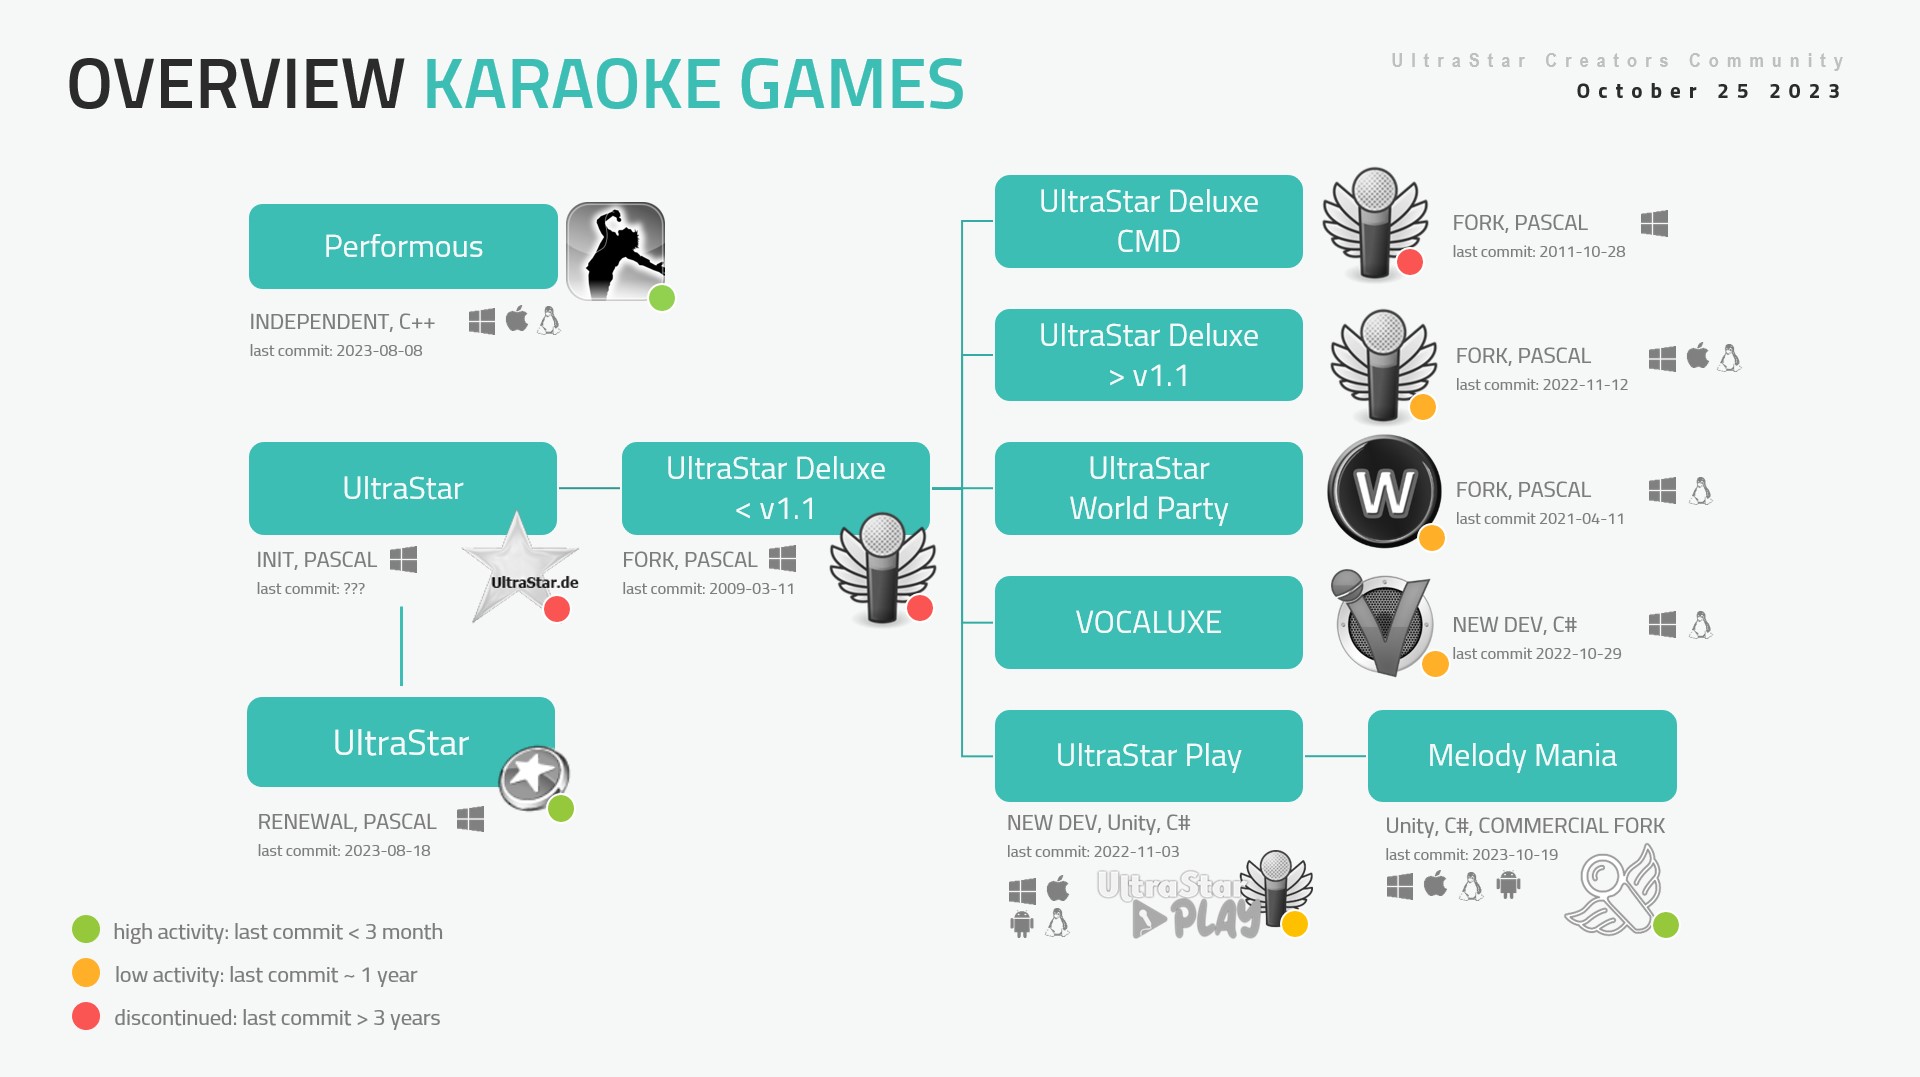 OVERVIEW KARAOKE GAMES
UltraStar Creators Community
October 25 2023
Performous
INDEPENDENT, C++
last commit: 2023-08-08
UltraStar
INIT, PASCAL
last commit: ???
UltraStar.de
UltraStar
RENEWAL, PASCAL
last commit: 2023-08-18
UltraStar Deluxe
< v1.1
FORK, PASCAL
last commit: 2009-03-11
UltraStar Deluxe
CMD
FORK, PASCAL
last commit: 2011-10-28
UltraStar Deluxe
> v1.1
FORK, PASCAL
last commit: 2022-11-12
UltraStar
World Party
W
FORK, PASCAL
last commit 2021-04-11
VOCALUXE
V
NEW DEV, C#
last commit 2022-10-29
UltraStar Play
NEW DEV, Unity, C#
last commit: 2022-11-03
UltraStar
PLAY
Melody Mania
Unity, C#, COMMERCIAL FORK
last commit: 2023-10-19
high activity: last commit < 3 month
low activity: last commit ~ 1 year
discontinued: last commit > 3 years